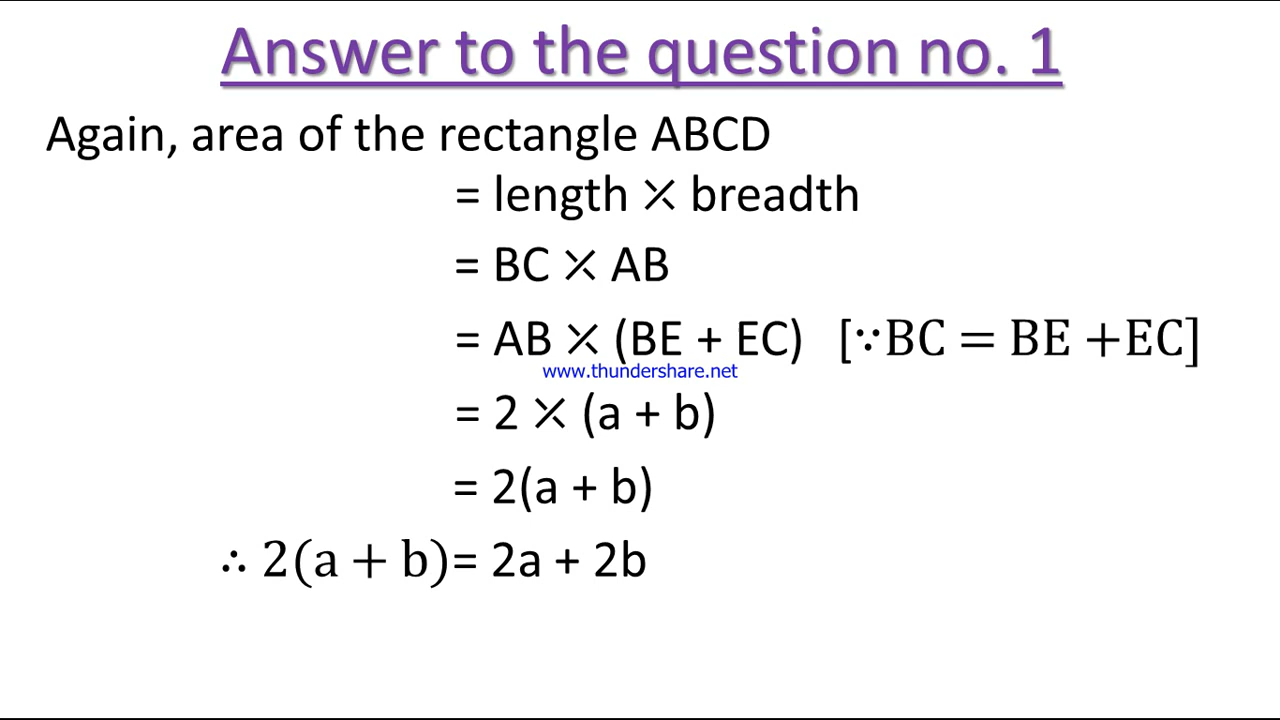 Answer to the question no. 1
Again, area of the rectangle ABCD
= length × breadth
= BC × AB
= AB × (BE + EC) [∵BC = BE +EC]
www.thundershare.net
= 2 × (a + b)
= 2(a + b)
∴ 2(a + b)= 2a + 2b